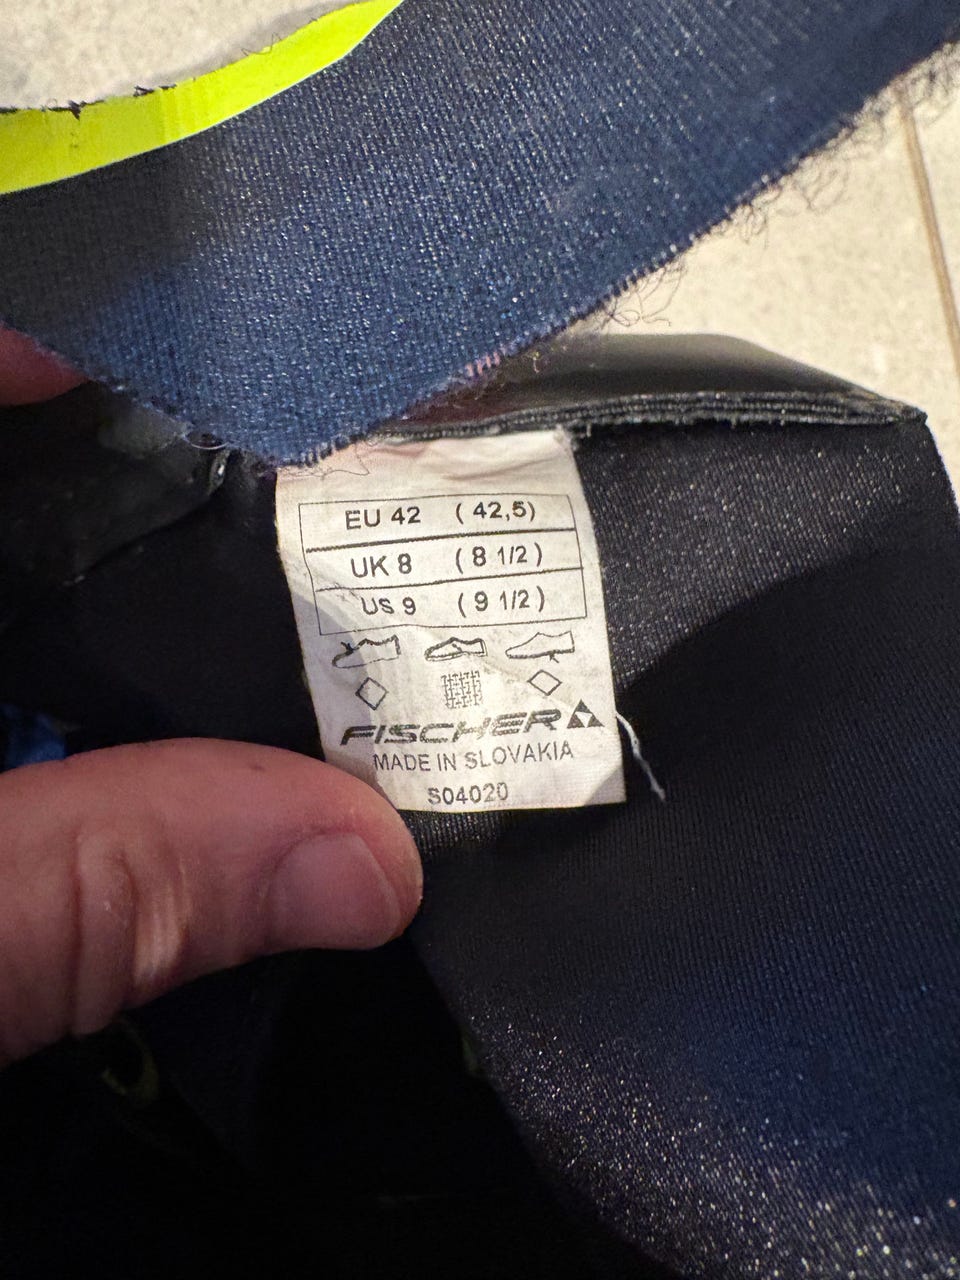 EU 42 (42,5)
UK 8 (8 1/2)
US 9 (9 1/2)
FISCHER
MADE IN SLOVAKIA
S04020